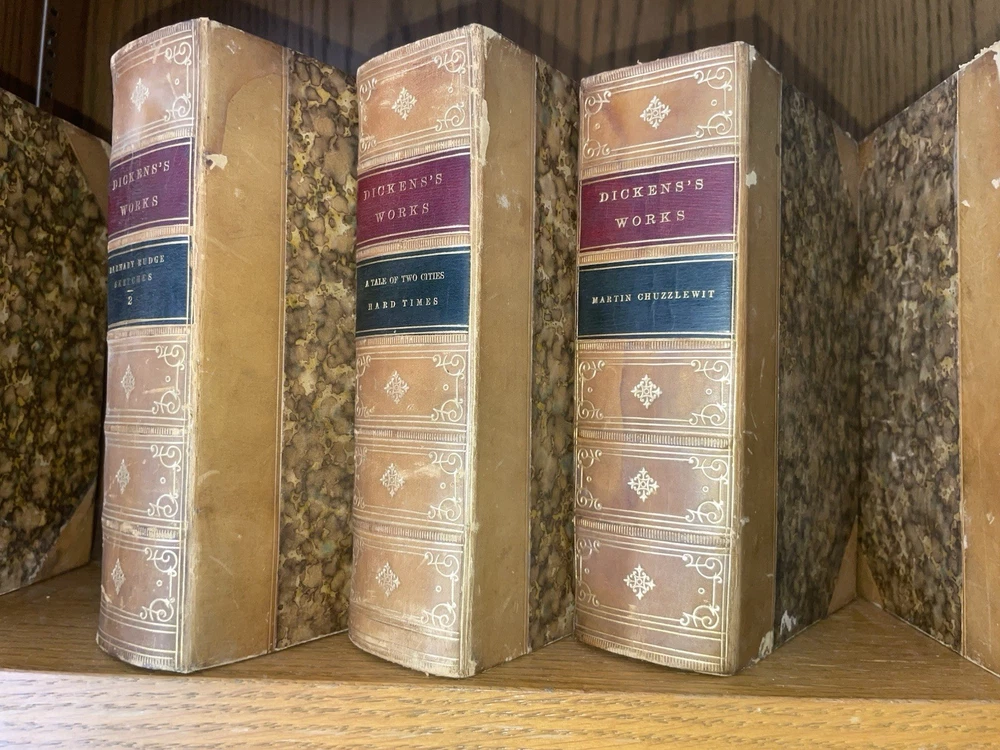 DICKENS'S
WORKS
BARNABY RUDGE
SKETCHES
2
DICKENS'S
WORKS
A TALE OF TWO CITIES
HARD TIMES
DICKENS'S
WORKS
MARTIN CHUZZLEWIT